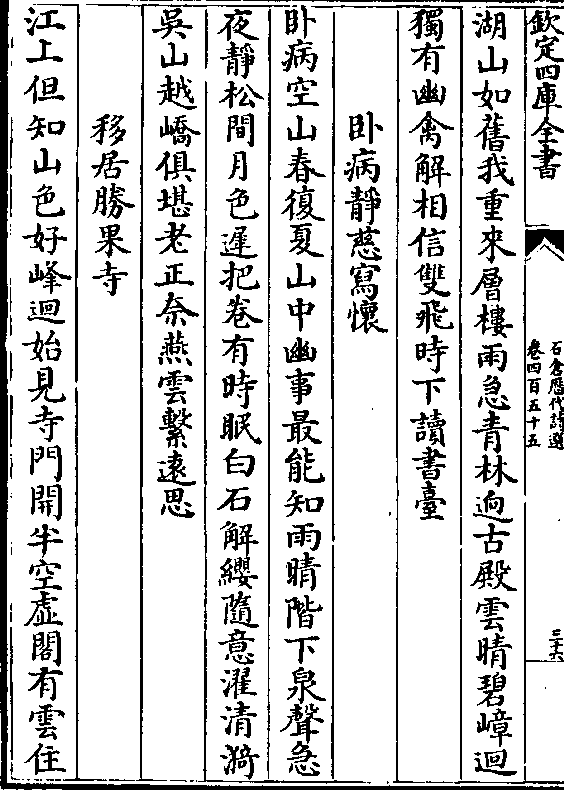 欽定四庫全書
石倉歴代詩選
卷四百五十五
三十六
湖山如舊我重來層樓雨急青林逈古殿雲晴碧嶂迴
獨有幽禽解相信雙飛時下讀書臺
卧病靜慈寫懷
卧病空山春復夏山中幽事最能知雨晴階下泉聲急
夜靜松間月色遲把卷有時眠白石解纓隨意濯清漪
吳山越嶠俱堪老正奈燕雲繫遠思
移居勝果寺
江上但知山色好峰迴始見寺門開半空虛閣有雲住